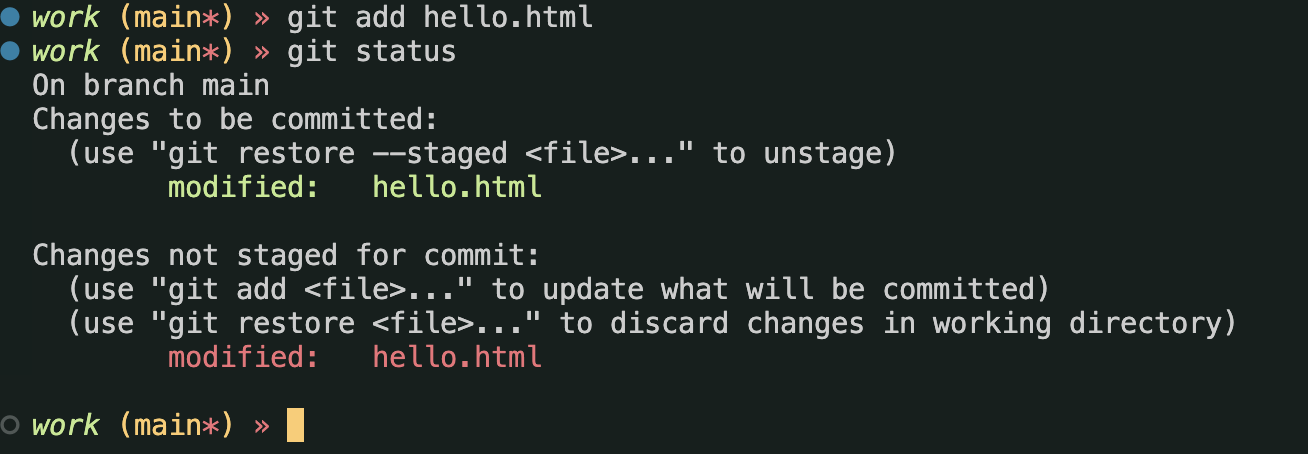 work (main*) » git add hello.html
work (main*) » git status
On branch main
Changes to be committed:
  (use "git restore --staged <file>..." to unstage)
        modified:   hello.html

Changes not staged for commit:
  (use "git add <file>..." to update what will be committed)
  (use "git restore <file>..." to discard changes in working directory)
        modified:   hello.html

work (main*) »